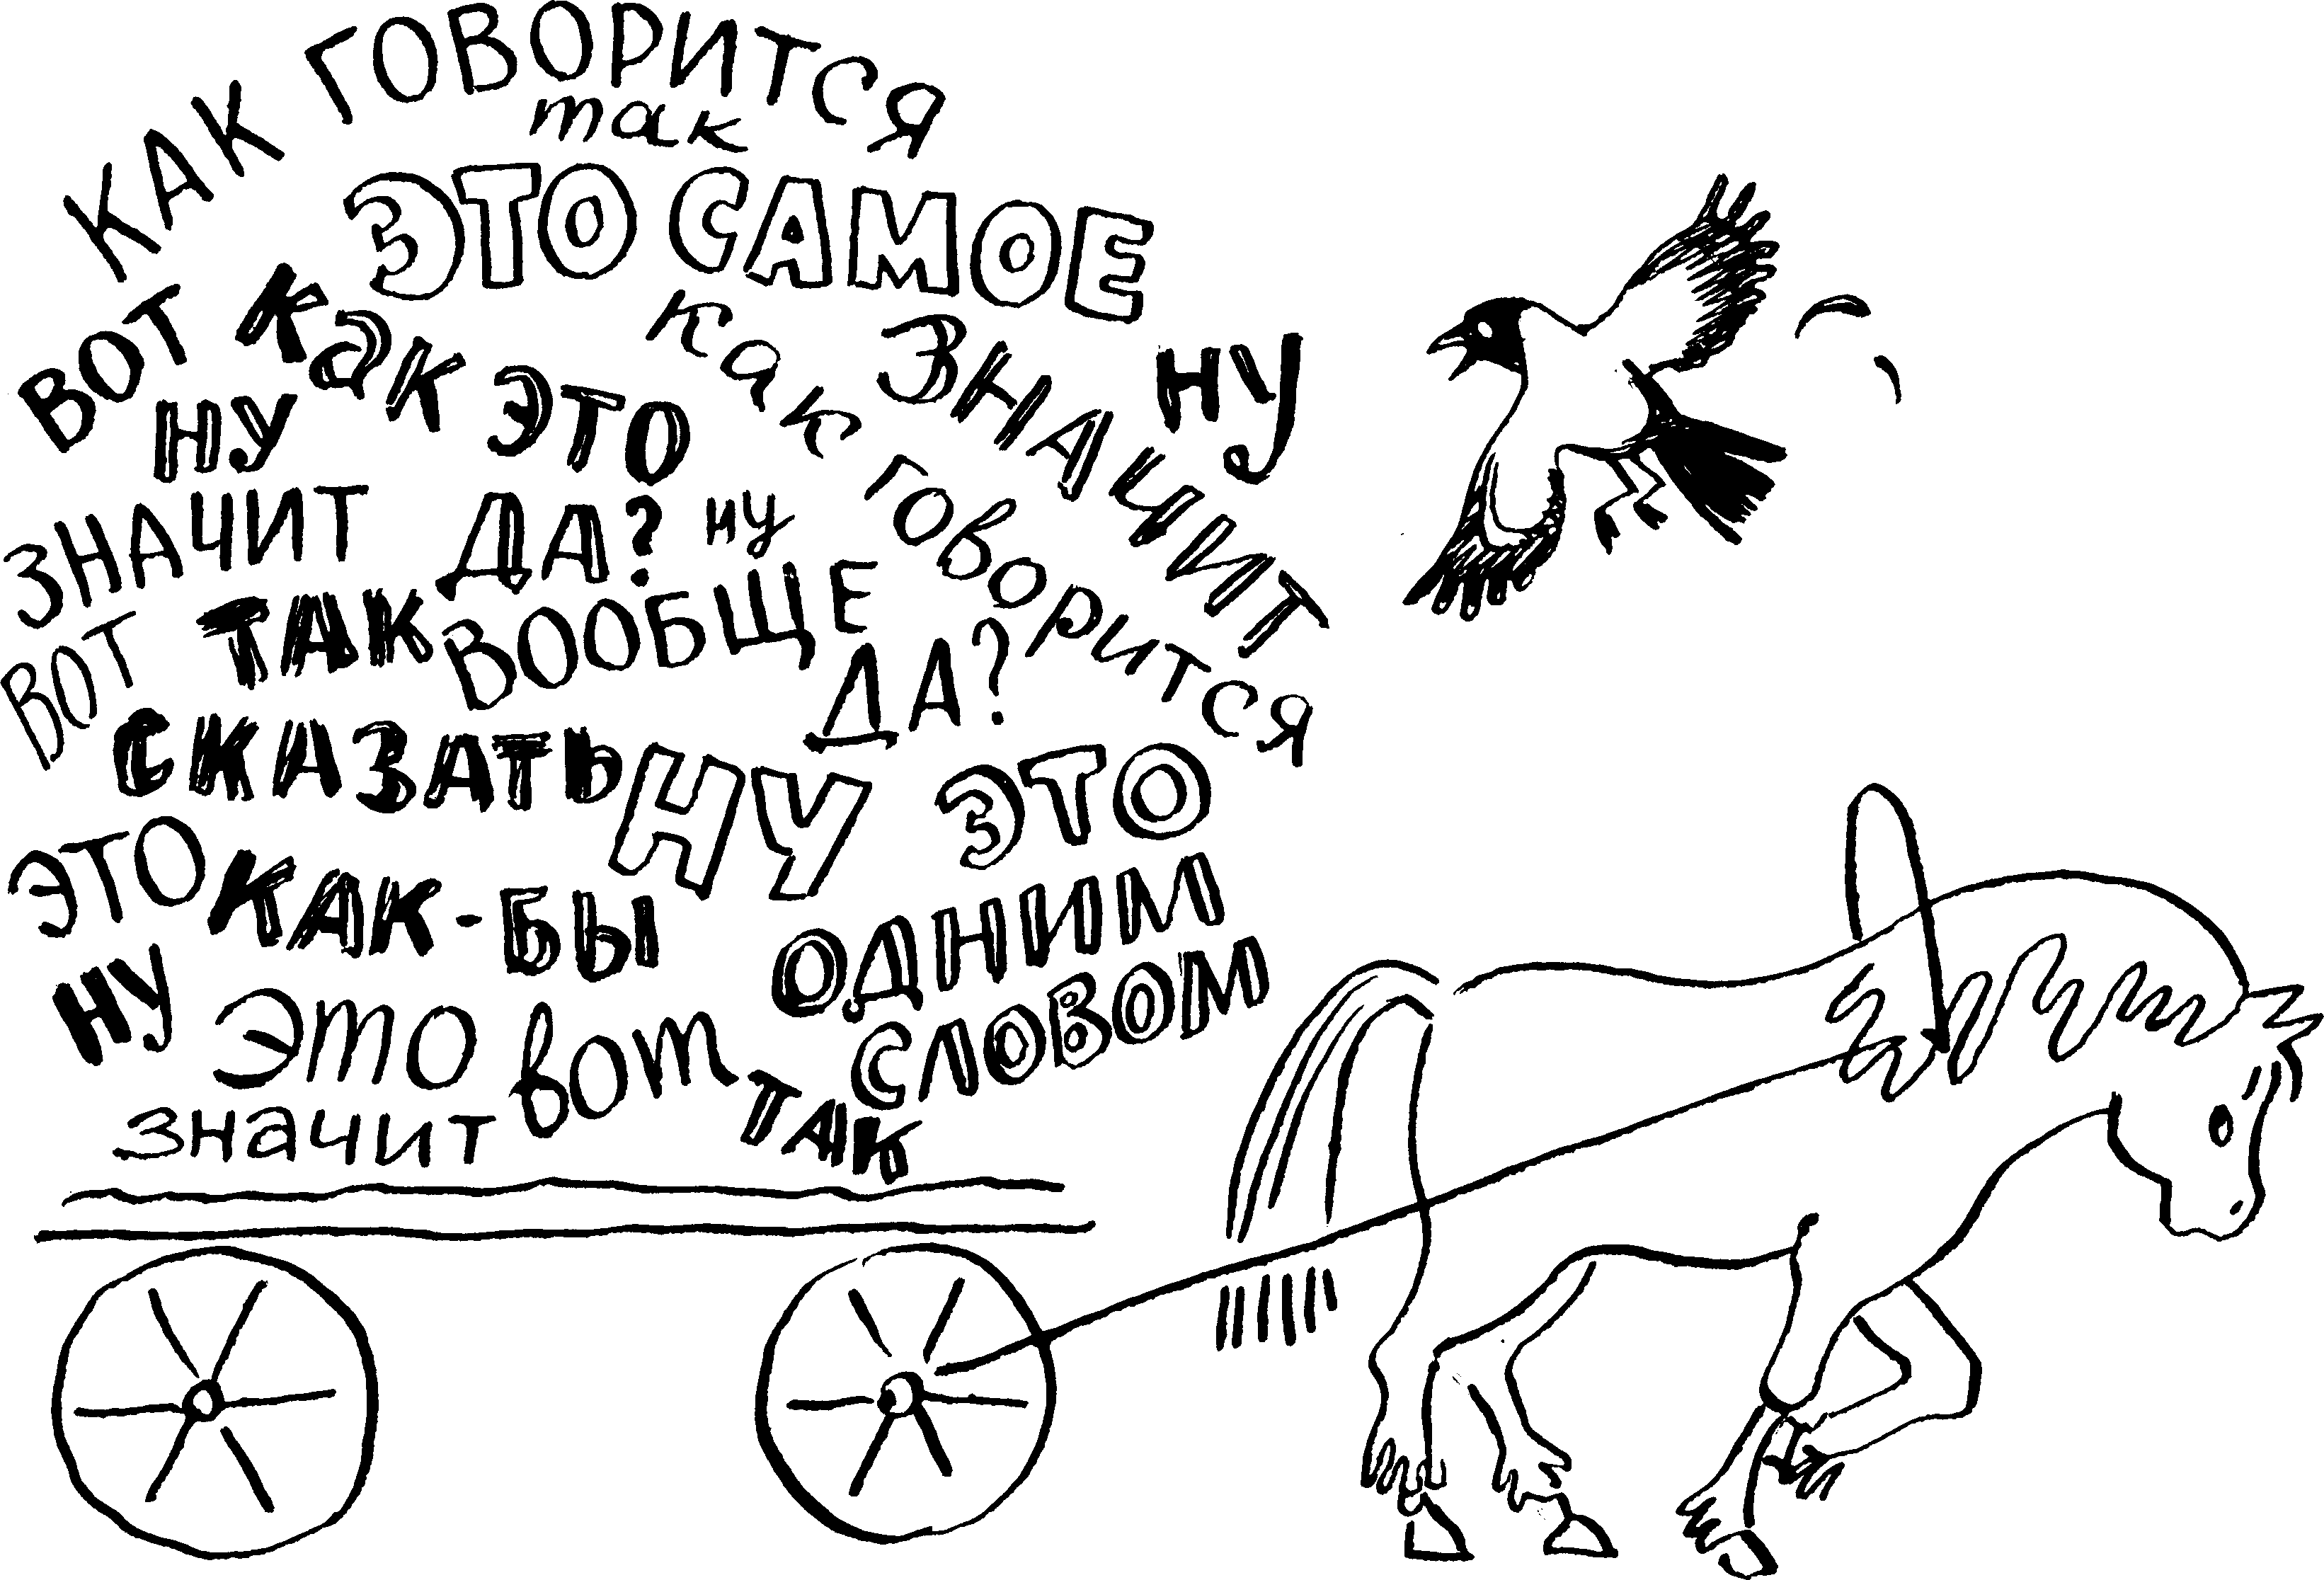 КАК ГОВОРИТСЯ
так
ЭТО САМОЕ
ВОТ КаК ЭТО
как говорится
ЗНАЧИТ
НУ
НУ
ЗНАЧИТ ДА? НУ
ВОТ ТАК ВООБЩЕ
ДА?
СКАЗАТЬ НУ ЭТО
ЭТО КАК-БЫ
ОДНИМ
СЛОВОМ
НУ ЭТО вот ТАК
значит